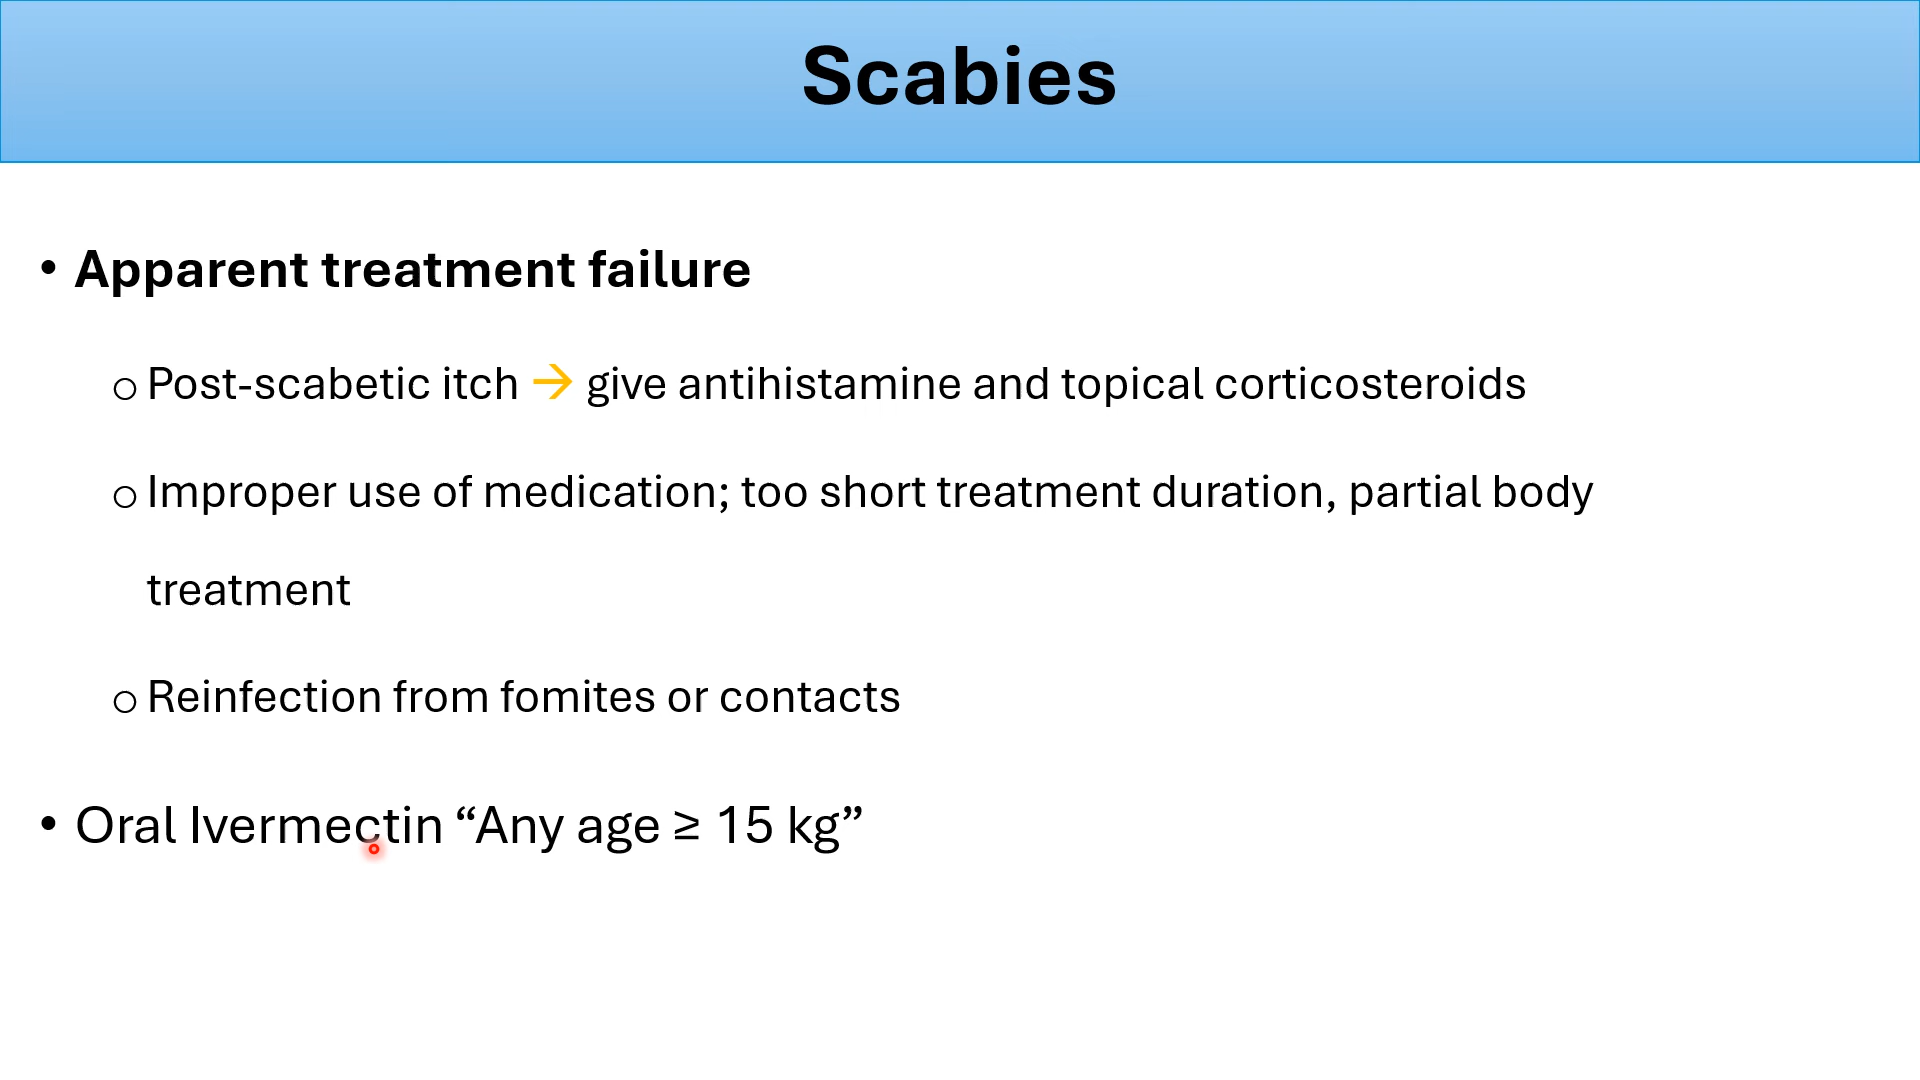 Scabies
• Apparent treatment failure
o Post-scabetic itch → give antihistamine and topical corticosteroids
o Improper use of medication; too short treatment duration, partial body
treatment
o Reinfection from fomites or contacts
• Oral Ivermectin “Any age ≥ 15 kg”